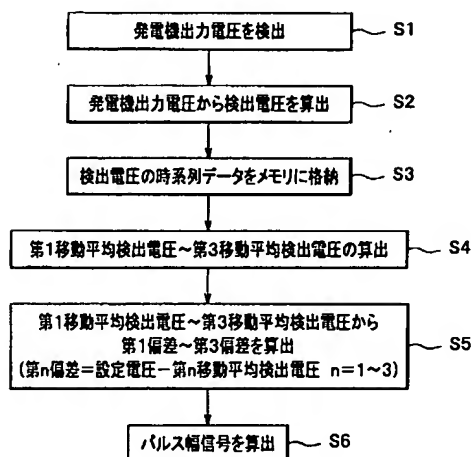 発電機出力電圧を検出
S1
発電機出力電圧から検出電圧を算出
S2
検出電圧の時系列データをメモリに格納
S3
第1移動平均検出電圧~第3移動平均検出電圧の算出
S4
第1移動平均検出電圧~第3移動平均検出電圧から
第1偏差~第3偏差を算出
(第n偏差=設定電圧-第n移動平均検出電圧 n=1~3)
S5
パルス幅信号を算出
S6